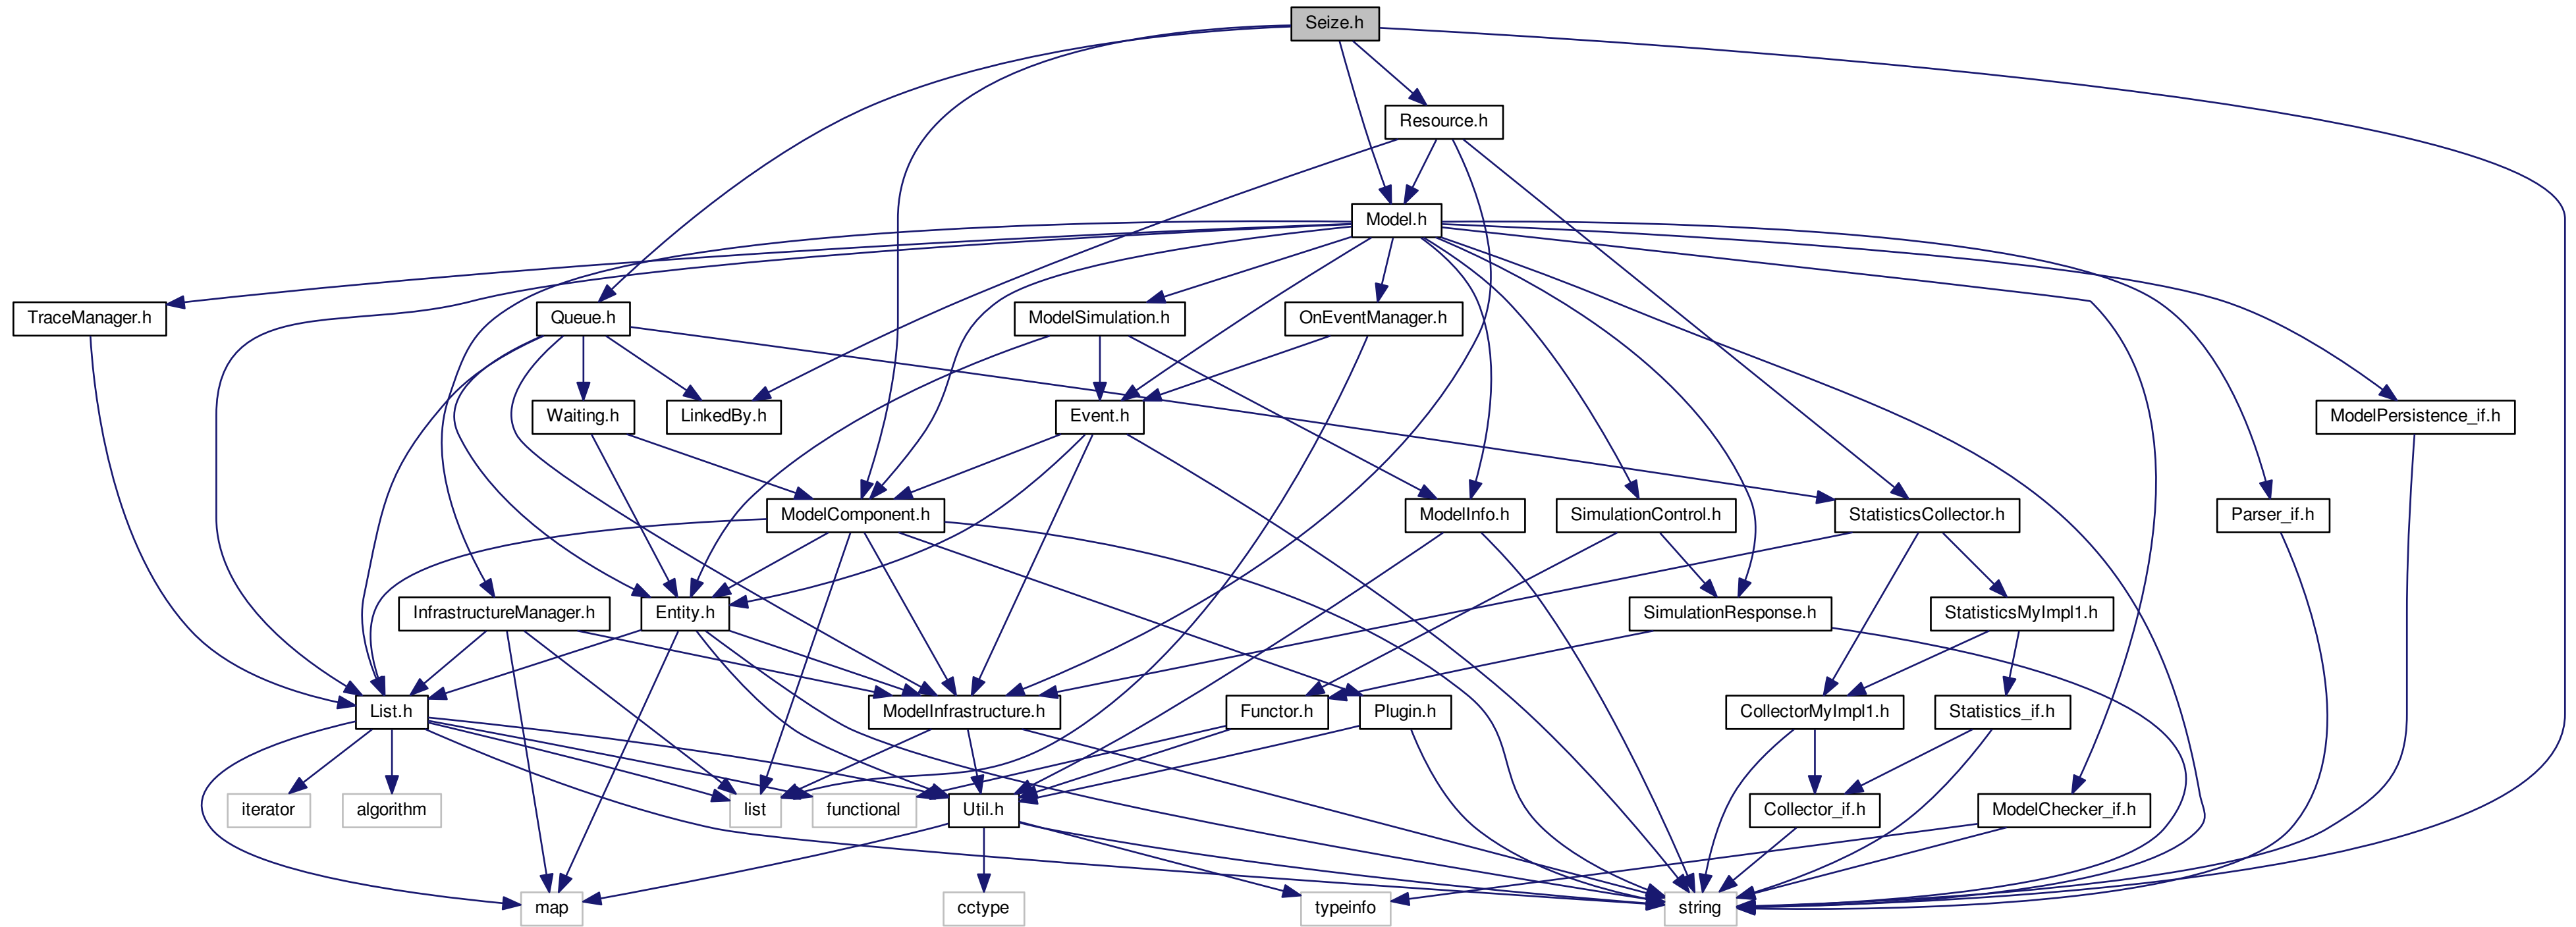 Seize.h
Resource.h
Model.h
TraceManager.h
Queue.h
ModelSimulation.h
OnEventManager.h
Waiting.h
LinkedBy.h
Event.h
ModelPersistence_if.h
ModelComponent.h
ModelInfo.h
SimulationControl.h
StatisticsCollector.h
Parser_if.h
InfrastructureManager.h
Entity.h
SimulationResponse.h
StatisticsMyImpl1.h
List.h
ModelInfrastructure.h
Functor.h
Plugin.h
CollectorMyImpl1.h
Statistics_if.h
iterator
algorithm
list
functional
Util.h
Collector_if.h
ModelChecker_if.h
map
cctype
typeinfo
string